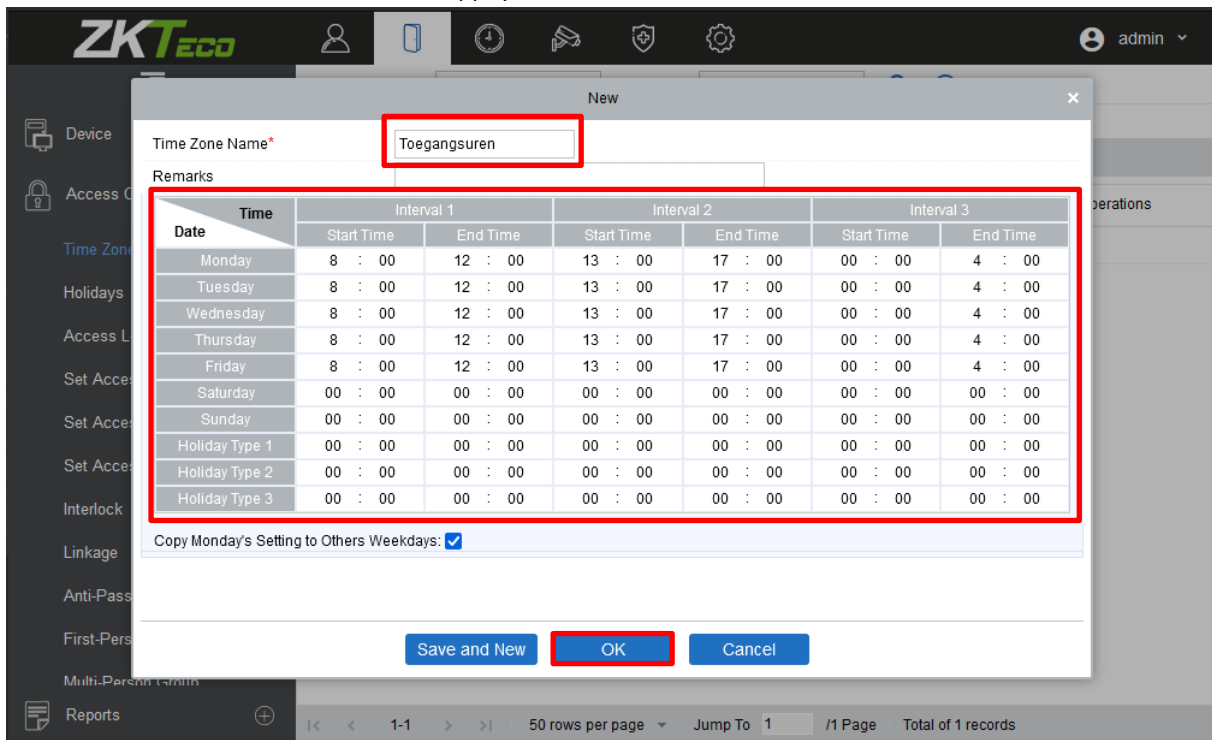 ZKTECO
admin
New
Device
Time Zone Name*
Toegangsuren
Remarks
Access C
Time
Date
Interval 1
Interval 2
Interval 3
perations
Start Time
End Time
Start Time
End Time
Start Time
End Time
Time Zone
Monday 8 : 00 12 : 00 13 : 00 17 : 00 00 : 00 4 : 00
Holidays
Tuesday 8 : 00 12 : 00 13 : 00 17 : 00 00 : 00 4 : 00
Wednesday 8 : 00 12 : 00 13 : 00 17 : 00 00 : 00 4 : 00
Access L
Thursday 8 : 00 12 : 00 13 : 00 17 : 00 00 : 00 4 : 00
Friday 8 : 00 12 : 00 13 : 00 17 : 00 00 : 00 4 : 00
Set Acce
Saturday 00 : 00 00 : 00 00 : 00 00 : 00 00 : 00 00 : 00
Sunday 00 : 00 00 : 00 00 : 00 00 : 00 00 : 00 00 : 00
Set Acce
Holiday Type 1 00 : 00 00 : 00 00 : 00 00 : 00 00 : 00 00 : 00
Set Acce
Holiday Type 2 00 : 00 00 : 00 00 : 00 00 : 00 00 : 00 00 : 00
Holiday Type 3 00 : 00 00 : 00 00 : 00 00 : 00 00 : 00 00 : 00
Interlock
Copy Monday's Setting to Others Weekdays:
Linkage
Anti-Pass
First-Pers
Save and New
OK
Cancel
Multi-Person Group
Reports
1-1
50 rows per page
Jump To 1 /1 Page
Total of 1 records